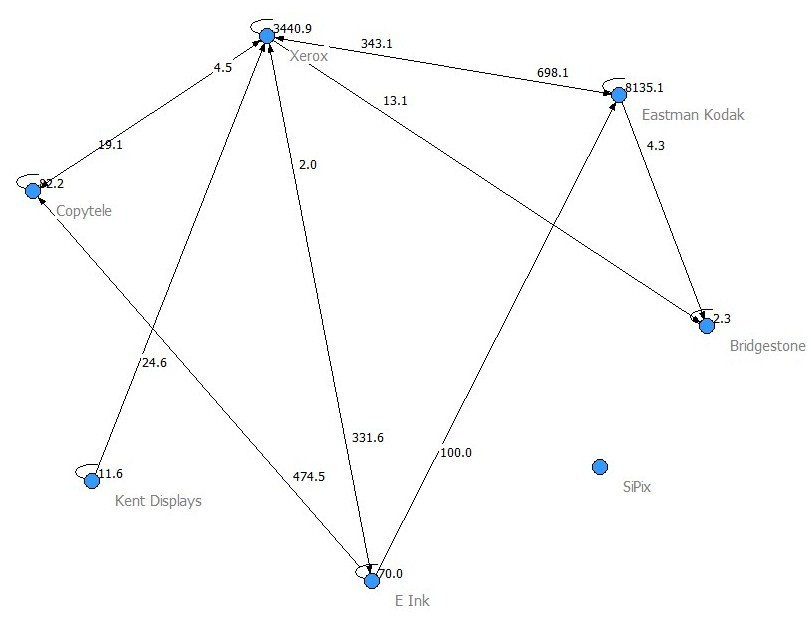 3440.9
Xerox
343.1
4.5
698.1
8135.1
Eastman Kodak
13.1
19.1
4.3
2.0
82.2
Copytele
2.3
Bridgestone
24.6
331.6
100.0
11.6
474.5
Kent Displays
SiPix
70.0
E Ink